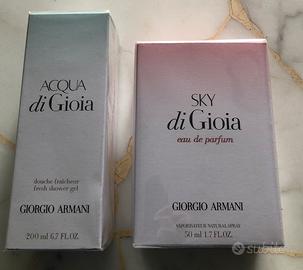 ACQUA
di Gioia
douche fraîcheur
fresh shower gel
GIORGIO ARMANI
200 ml 6.7 FL.OZ.
SKY
di Gioia
eau de parfum
GIORGIO ARMANI
VAPORISATEUR NATURAL SPRAY
50 ml 1.7 FL.OZ.
subito